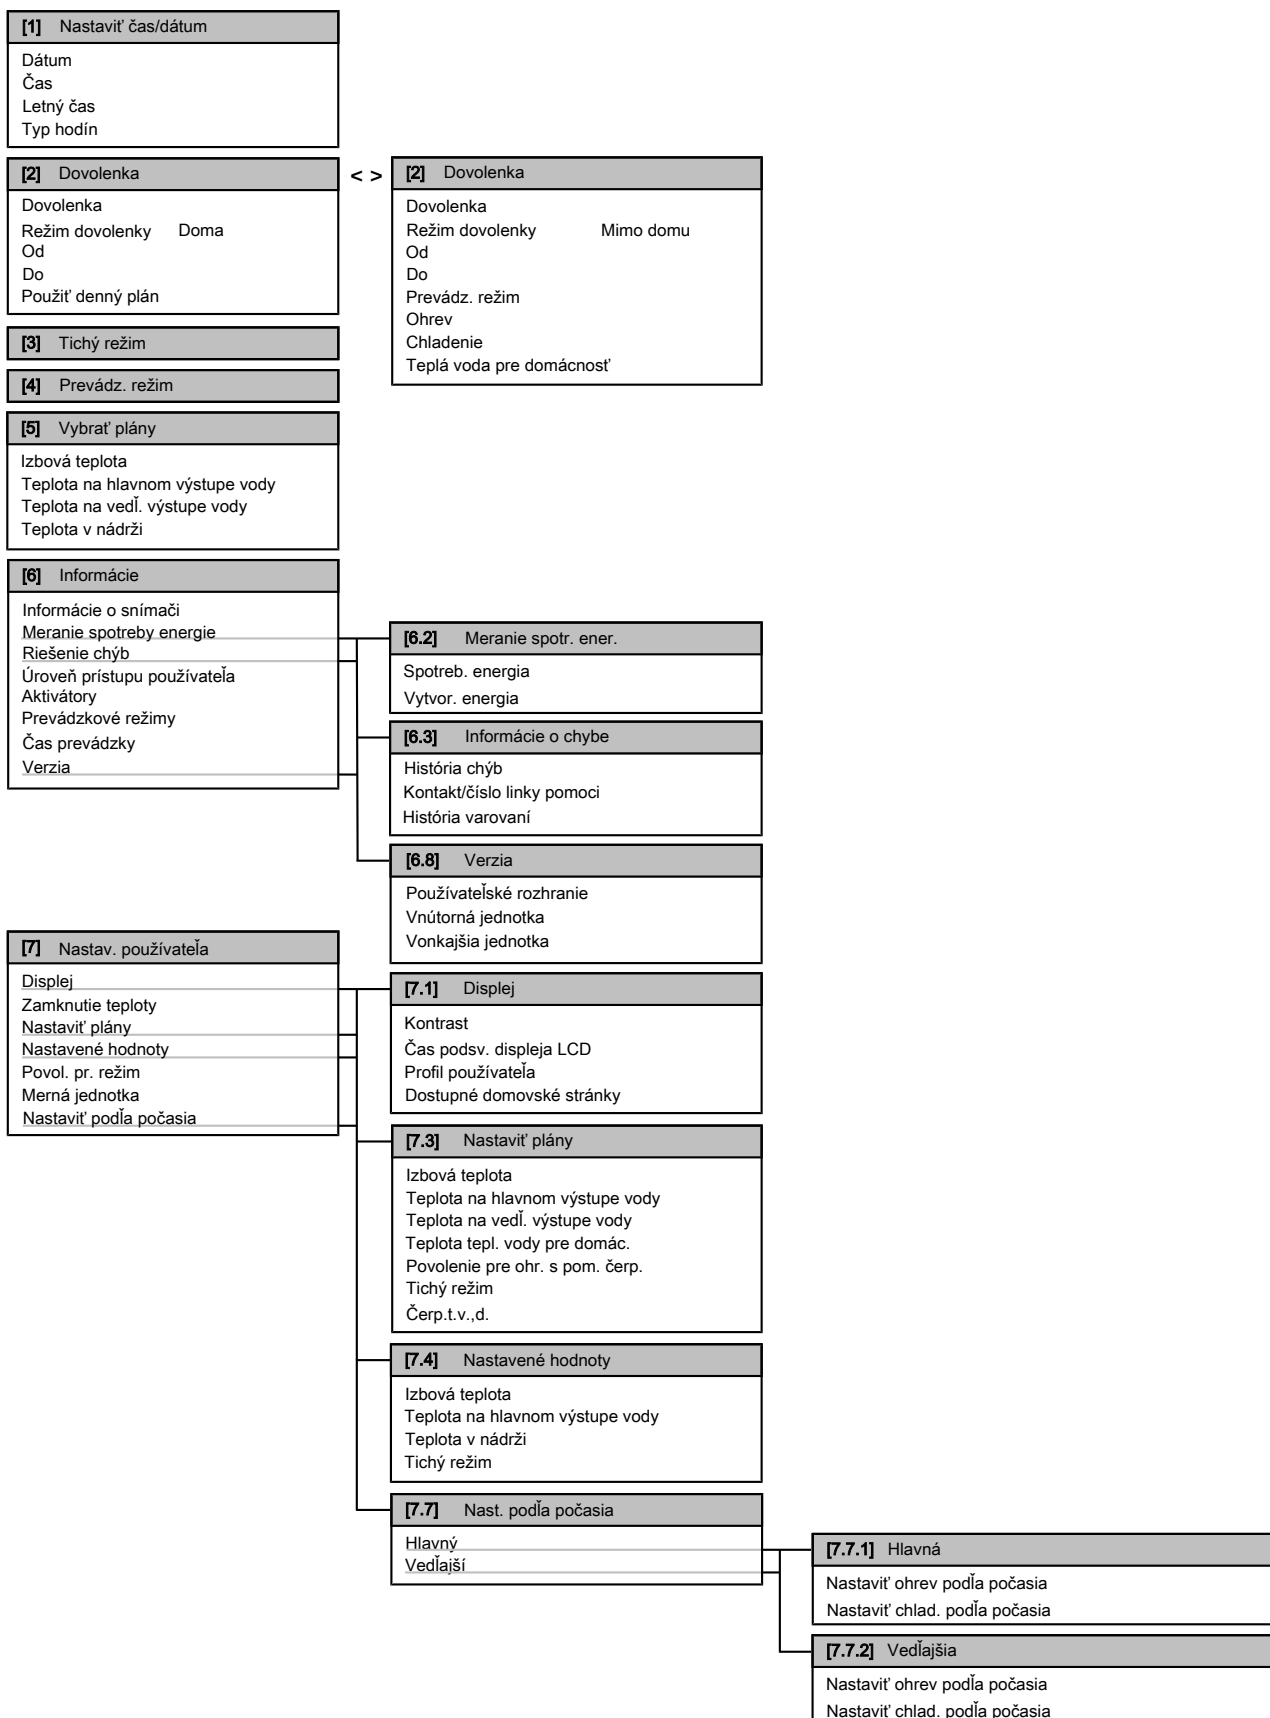 [1] Nastaviť čas/dátum
Dátum
Čas
Letný čas
Typ hodín
[2] Dovolenka
Dovolenka
Režim dovolenky Doma
Od
Do
Použiť denný plán
< >
[2] Dovolenka
Dovolenka
Režim dovolenky Mimo domu
Od
Do
Prevádz. režim
Ohrev
Chladenie
Teplá voda pre domácnosť
[3] Tichý režim
[4] Prevádz. režim
[5] Vybrať plány
Izbová teplota
Teplota na hlavnom výstupe vody
Teplota na vedľ. výstupe vody
Teplota v nádrži
[6] Informácie
Informácie o snímači
Meranie spotreby energie
Riešenie chýb
Úroveň prístupu používateľa
Aktivátory
Prevádzkové režimy
Čas prevádzky
Verzia
[6.2] Meranie spotr. ener.
Spotreb. energia
Vytvor. energia
[6.3] Informácie o chybe
História chýb
Kontakt/číslo linky pomoci
História varovaní
[6.8] Verzia
Používateľské rozhranie
Vnútorná jednotka
Vonkajšia jednotka
[7] Nastav. používateľa
Displej
Zamknutie teploty
Nastaviť plány
Nastavené hodnoty
Povol. pr. režim
Merná jednotka
Nastaviť podľa počasia
[7.1] Displej
Kontrast
Čas podsv. displeja LCD
Profil používateľa
Dostupné domovské stránky
[7.3] Nastaviť plány
Izbová teplota
Teplota na hlavnom výstupe vody
Teplota na vedľ. výstupe vody
Teplota tepl. vody pre domác.
Povolenie pre ohr. s pom. čerp.
Tichý režim
Čerp.t.v.,d.
[7.4] Nastavené hodnoty
Izbová teplota
Teplota na hlavnom výstupe vody
Teplota v nádrži
Tichý režim
[7.7] Nast. podľa počasia
Hlavný
Vedľajší
[7.7.1] Hlavná
Nastaviť ohrev podľa počasia
Nastaviť chlad. podľa počasia
[7.7.2] Vedľajšia
Nastaviť ohrev podľa počasia
Nastaviť chlad. podľa počasia